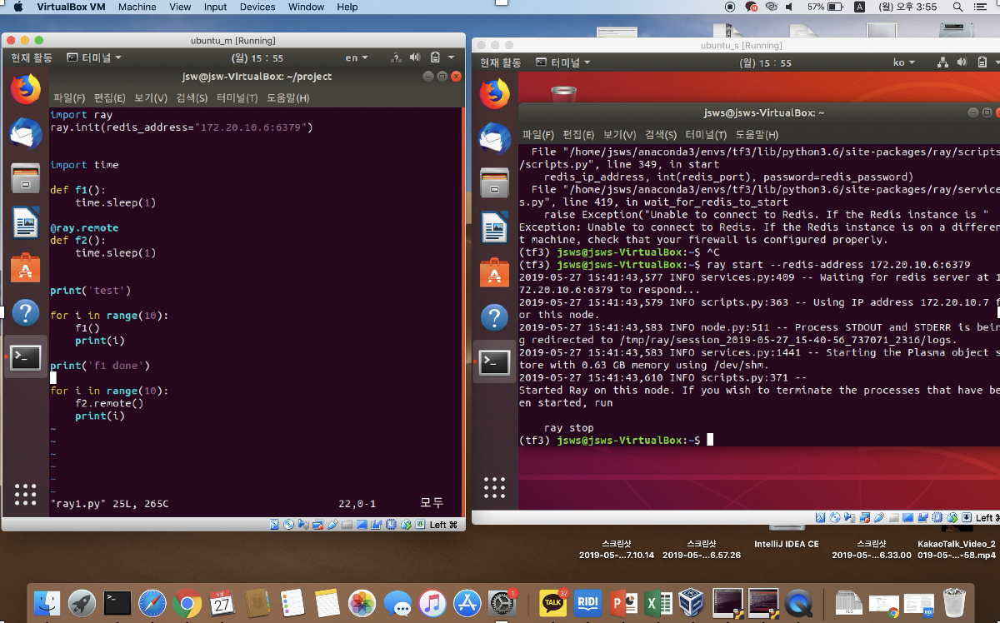 VirtualBox VM Machine View Input Devices Window Help
57% A (월) 오후 3:55
ubuntu_m [Running]
현재 활동 터미널 (월) 15 : 55 en
jsw@jsw-VirtualBox: ~/project
파일(F) 편집(E) 보기(V) 검색(S) 터미널(T) 도움말(H)
import ray
ray.init(redis_address="172.20.10.6:6379")
import time
def f1():
time.sleep(1)
@ray.remote
def f2():
time.sleep(1)
print('test')
for i in range(10):
f1()
print(i)
print('f1 done')
for i in range(10):
f2.remote()
print(i)
~
~
~
~
~
"ray1.py" 25L, 265C 22,0-1 모두
Left ⌘
ubuntu_s [Running]
현재 활동 터미널 (월) 15 : 55 ko
jsws@jsws-VirtualBox: ~
파일(F) 편집(E) 보기(V) 검색(S) 터미널(T) 도움말(H)
File "/home/jsws/anaconda3/envs/tf3/lib/python3.6/site-packages/ray/scripts
/scripts.py", line 349, in start
redis_ip_address, int(redis_port), password=redis_password)
File "/home/jsws/anaconda3/envs/tf3/lib/python3.6/site-packages/ray/service
s.py", line 419, in wait_for_redis_to_start
raise Exception("Unable to connect to Redis. If the Redis instance is "
Exception: Unable to connect to Redis. If the Redis instance is on a differen
t machine, check that your firewall is configured properly.
(tf3) jsws@jsws-VirtualBox:~$ ^C
(tf3) jsws@jsws-VirtualBox:~$ ray start --redis-address 172.20.10.6:6379
2019-05-27 15:41:43,577 INFO services.py:409 -- Waiting for redis server at 1
72.20.10.6:6379 to respond...
2019-05-27 15:41:43,579 INFO scripts.py:363 -- Using IP address 172.20.10.7 f
or this node.
2019-05-27 15:41:43,583 INFO node.py:511 -- Process STDOUT and STDERR is bein
g redirected to /tmp/ray/session_2019-05-27_15-40-56_737071_2316/logs.
2019-05-27 15:41:43,583 INFO services.py:1441 -- Starting the Plasma object s
tore with 0.63 GB memory using /dev/shm.
2019-05-27 15:41:43,610 INFO scripts.py:371 --
Started Ray on this node. If you wish to terminate the processes that have be
en started, run
ray stop
(tf3) jsws@jsws-VirtualBox:~$
Left ⌘
스크린샷
2019-05-...7.10.14
스크린샷
2019-05-...6.57.26
IntelliJ IDEA CE
스크린샷
2019-05-...6.33.00
KakaoTalk_Video_2
019-05-...-58.mp4
5월
27
1
TALK
37
RIDI
XLS
RIDI